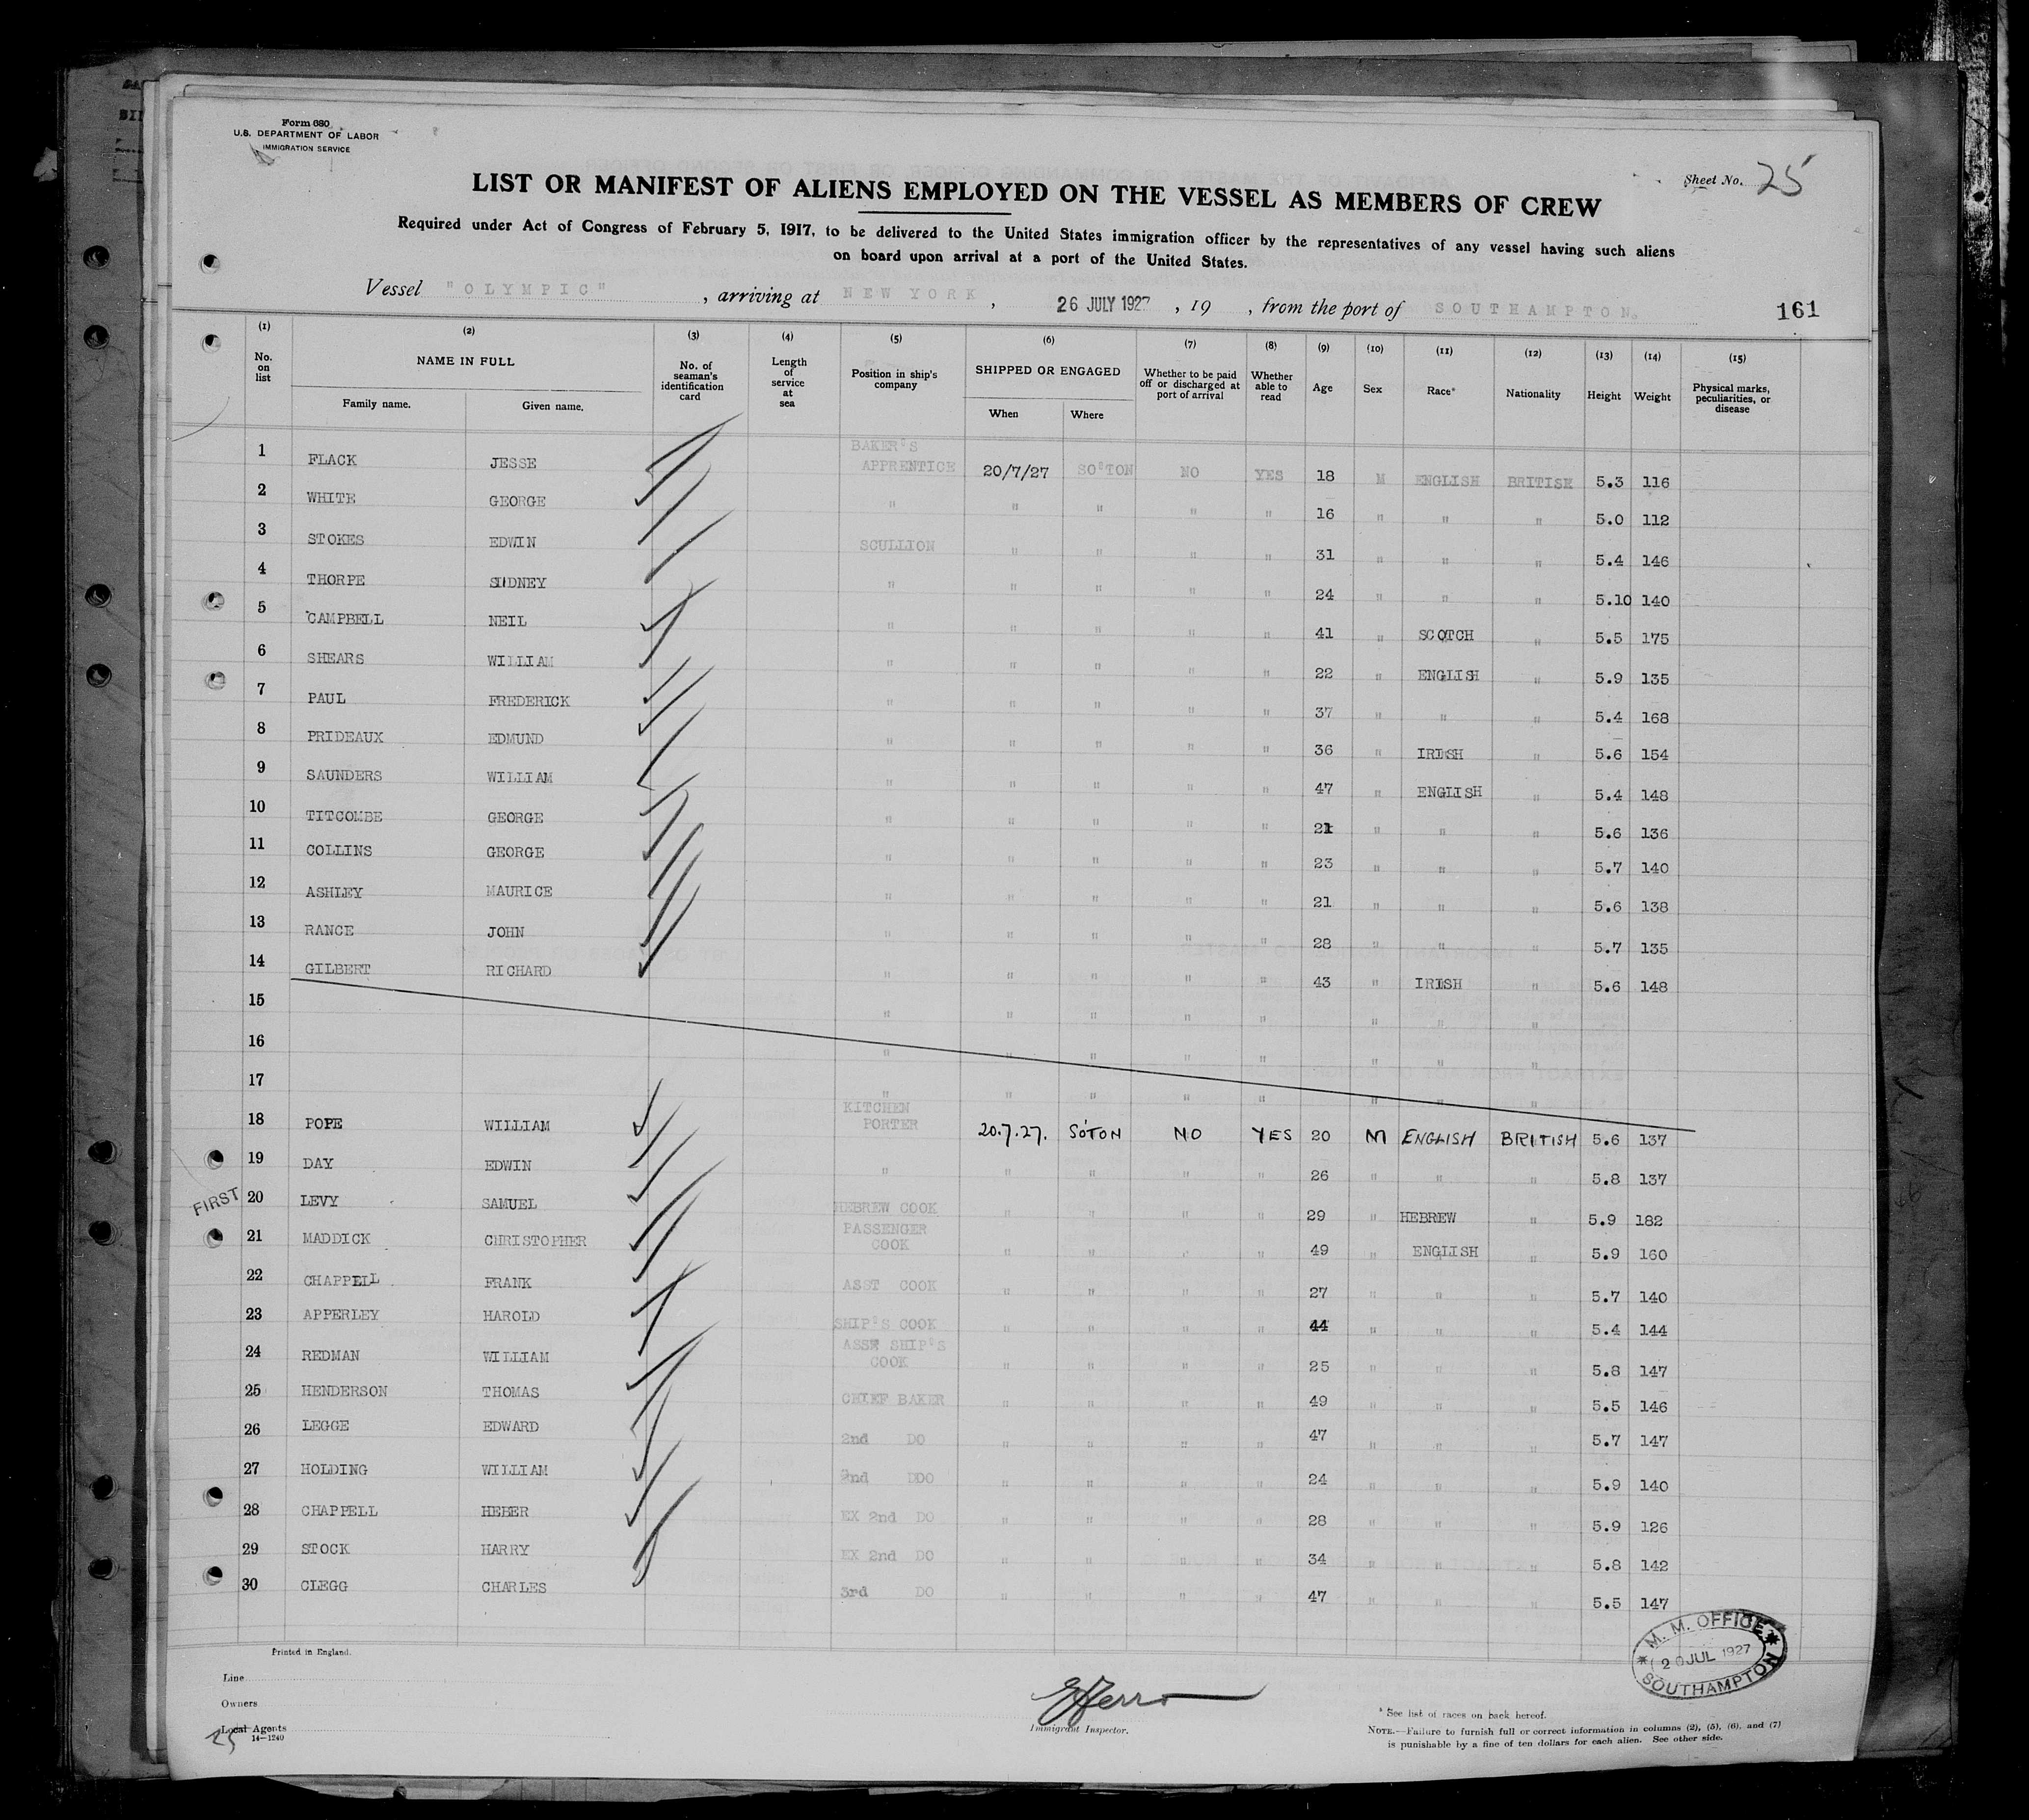 Form 680
U.S. DEPARTMENT OF LABOR
IMMIGRATION SERVICE
Sheet No. 25
LIST OR MANIFEST OF ALIENS EMPLOYED ON THE VESSEL AS MEMBERS OF CREW
Required under Act of Congress of February 5, 1917, to be delivered to the United States immigration officer by the representatives of any vessel having such aliens
on board upon arrival at a port of the United States.
Vessel "OLYMPIC", arriving at NEW YORK, 26 JULY 1927, 19 , from the port of SOUTHAMPTON. 161
(1) (2) (3) (4) (5) (6) (7) (8) (9) (10) (11) (12) (13) (14) (15)
No. on list NAME IN FULL Family name. Given name. No. of seaman's identification card Length of service at sea Position in ship's company SHIPPED OR ENGAGED When Where Whether to be paid off or discharged at port of arrival Whether able to read Age Sex Race* Nationality Height Weight Physical marks, peculiarities, or disease
1 FLACK JESSE BAKER'S APPRENTICE 20/7/27 SO'TON NO YES 18 M ENGLISH BRITISH 5.3 116
2 WHITE GEORGE " " " " " 16 " " " 5.0 112
3 STOKES EDWIN SCULLION " " " " 31 " " " 5.4 146
4 THORPE SIDNEY " " " " " 24 " " " 5.10 140
5 CAMPBELL NEIL " " " " " 41 " SCOTCH " 5.5 175
6 SHEARS WILLIAM " " " " " 22 " ENGLISH " 5.9 135
7 PAUL FREDERICK " " " " " 37 " " " 5.4 168
8 PRIDEAUX EDMUND " " " " " 36 " IRISH " 5.6 154
9 SAUNDERS WILLIAM " " " " " 47 " ENGLISH " 5.4 148
10 TITCOMBE GEORGE " " " " " 21 " " " 5.6 136
11 COLLINS GEORGE " " " " " 23 " " " 5.7 140
12 ASHLEY MAURICE " " " " " 21 " " " 5.6 138
13 RANCE JOHN " " " " " 28 " " " 5.7 135
14 GILBERT RICHARD " " " " " 43 " IRISH " 5.6 148
15 " " " " " " " "
16 " " " " " " " "
17 " " " " " " " "
18 POPE WILLIAM KITCHEN PORTER 20.7.27. SO'TON NO YES 20 M ENGLISH BRITISH 5.6 137
19 DAY EDWIN " " " " " 26 " " " 5.8 137
FIRST 20 LEVY SAMUEL HEBREW COOK " " " " 29 " HEBREW " 5.9 182
21 MADDICK CHRISTOPHER PASSENGER COOK " " " " 49 " ENGLISH " 5.9 160
22 CHAPPELL FRANK ASST COOK " " " " 27 " " " 5.7 140
23 APPERLEY HAROLD SHIP'S COOK " " " " 44 " " " 5.4 144
24 REDMAN WILLIAM ASST SHIP'S COOK " " " " 25 " " " 5.8 147
25 HENDERSON THOMAS CHIEF BAKER " " " " 49 " " " 5.5 146
26 LEGGE EDWARD 2nd DO " " " " 47 " " " 5.7 147
27 HOLDING WILLIAM 2nd DDO " " " " 24 " " " 5.9 140
28 CHAPPELL HEBER EX 2nd DO " " " " 28 " " " 5.9 126
29 STOCK HARRY EX 2nd DO " " " " 34 " " " 5.8 142
30 CLEGG CHARLES 3rd DO " " " " 47 " " " 5.5 147
M. M. OFFICE
20 JUL 1927
SOUTHAMPTON
Printed in England.
Line
Owners
Local Agents
14-1240
25
Immigrant Inspector.
* See list of races on back hereof.
NOTE.—Failure to furnish full or correct information in columns (2), (5), (6), and (7)
is punishable by a fine of ten dollars for each alien. See other side.